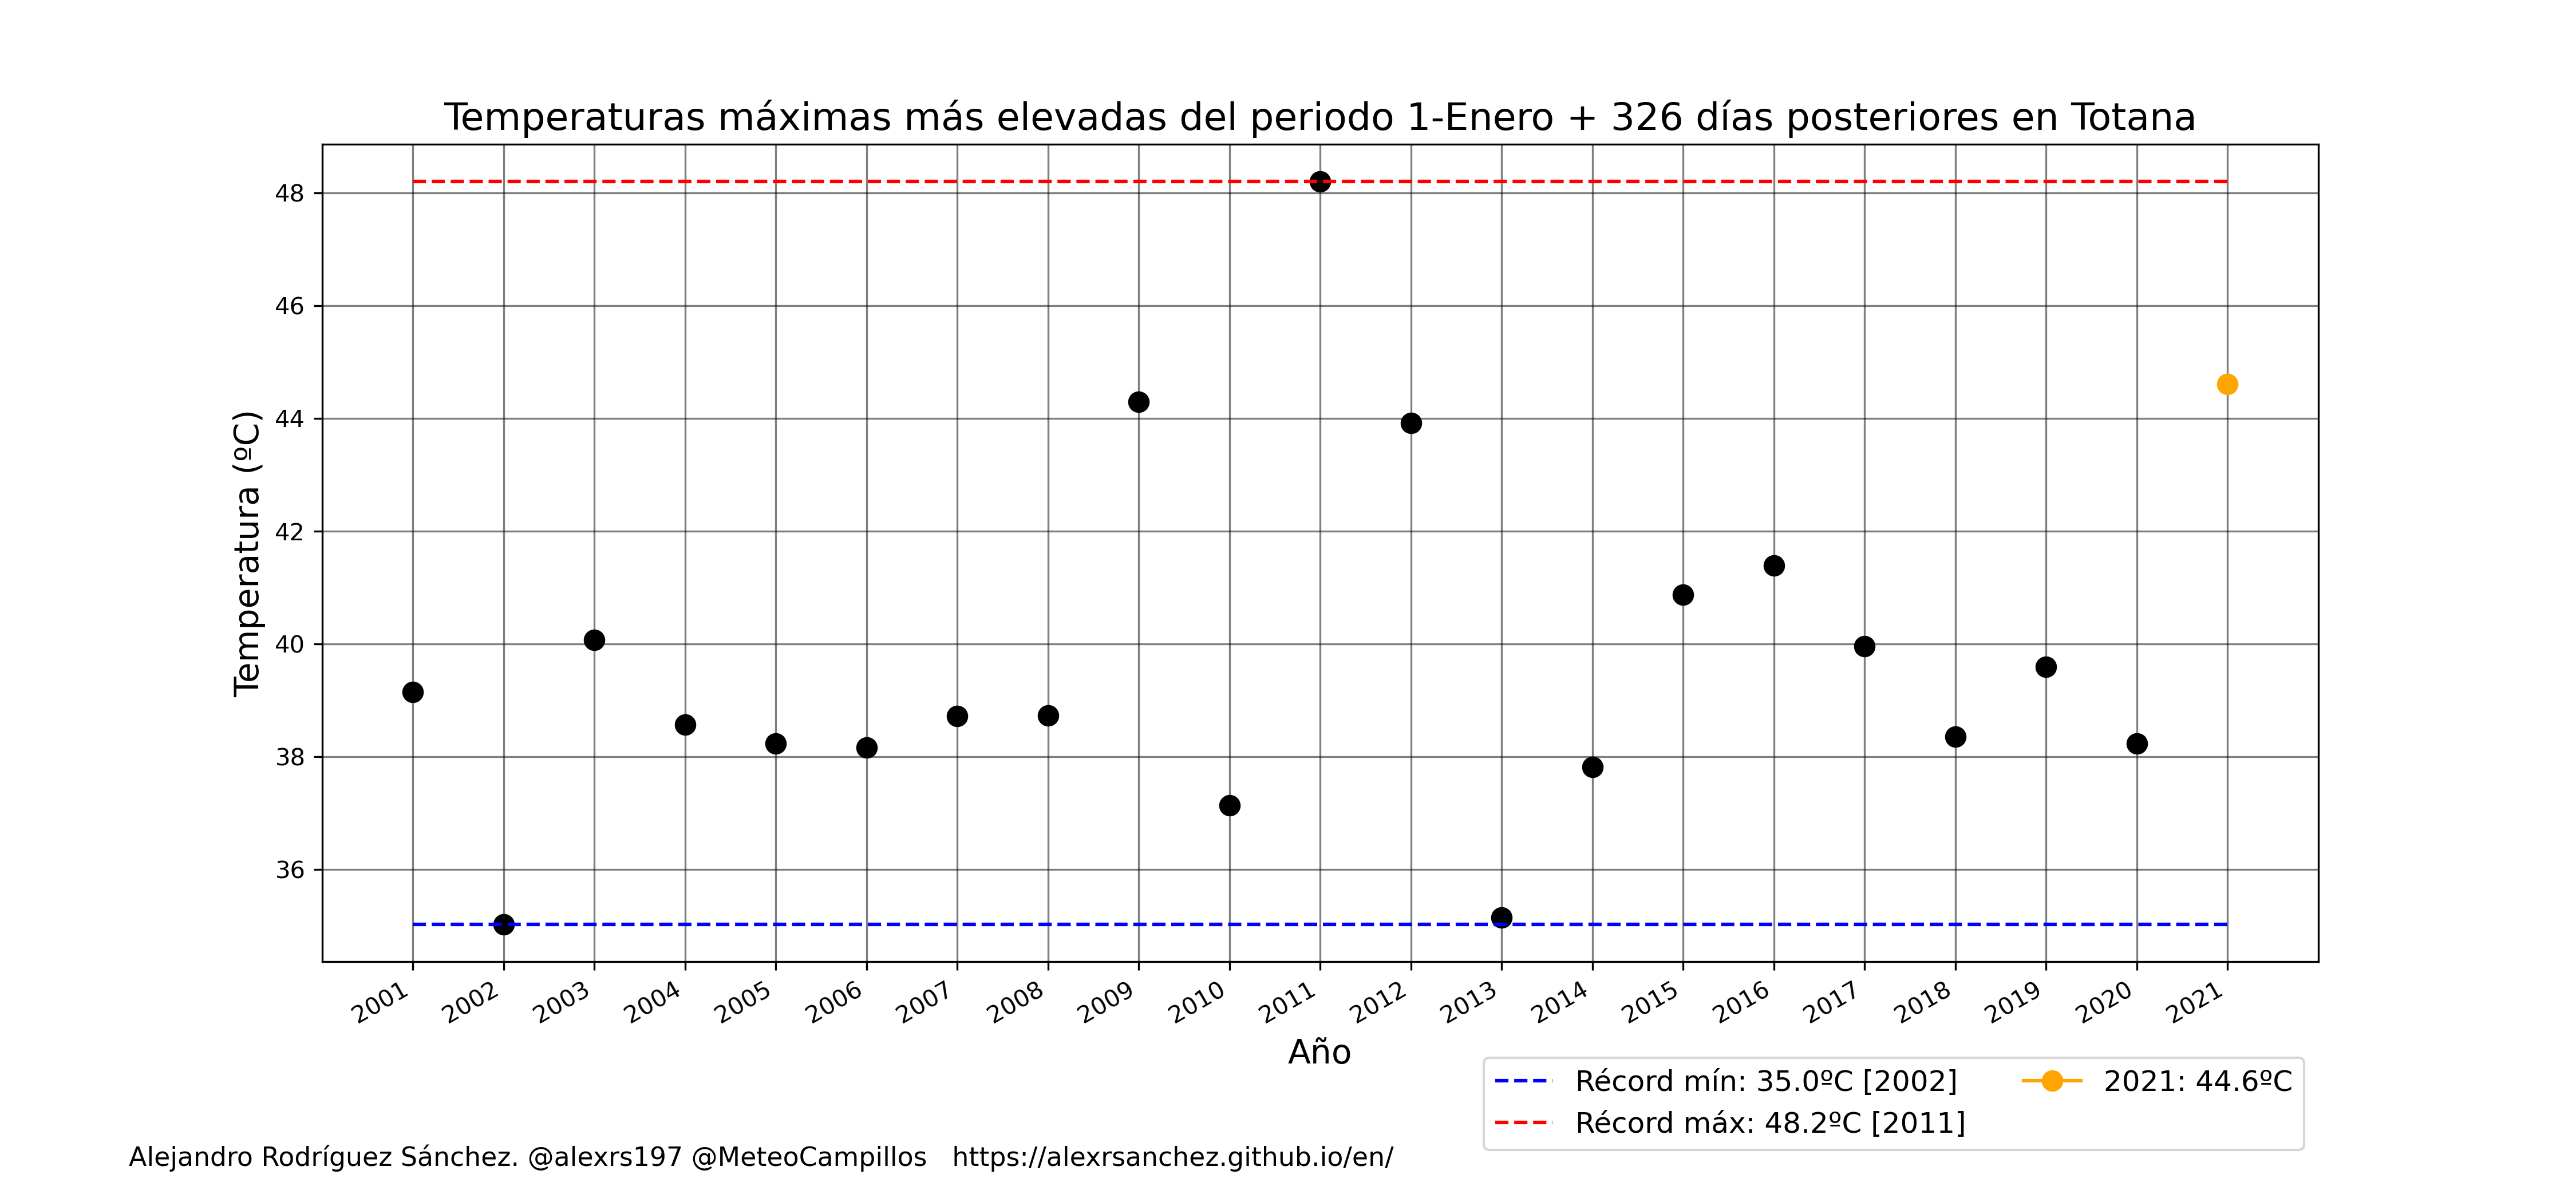 Temperaturas máximas más elevadas del periodo 1-Enero + 326 días posteriores en Totana
Temperatura (ºC)
48
46
44
42
40
38
36
2001 2002 2003 2004 2005 2006 2007 2008 2009 2010 2011 2012 2013 2014 2015 2016 2017 2018 2019 2020 2021
Año
Récord mín: 35.0ºC [2002]
Récord máx: 48.2ºC [2011]
2021: 44.6ºC
Alejandro Rodríguez Sánchez. @alexrs197 @MeteoCampillos https://alexrsanchez.github.io/en/